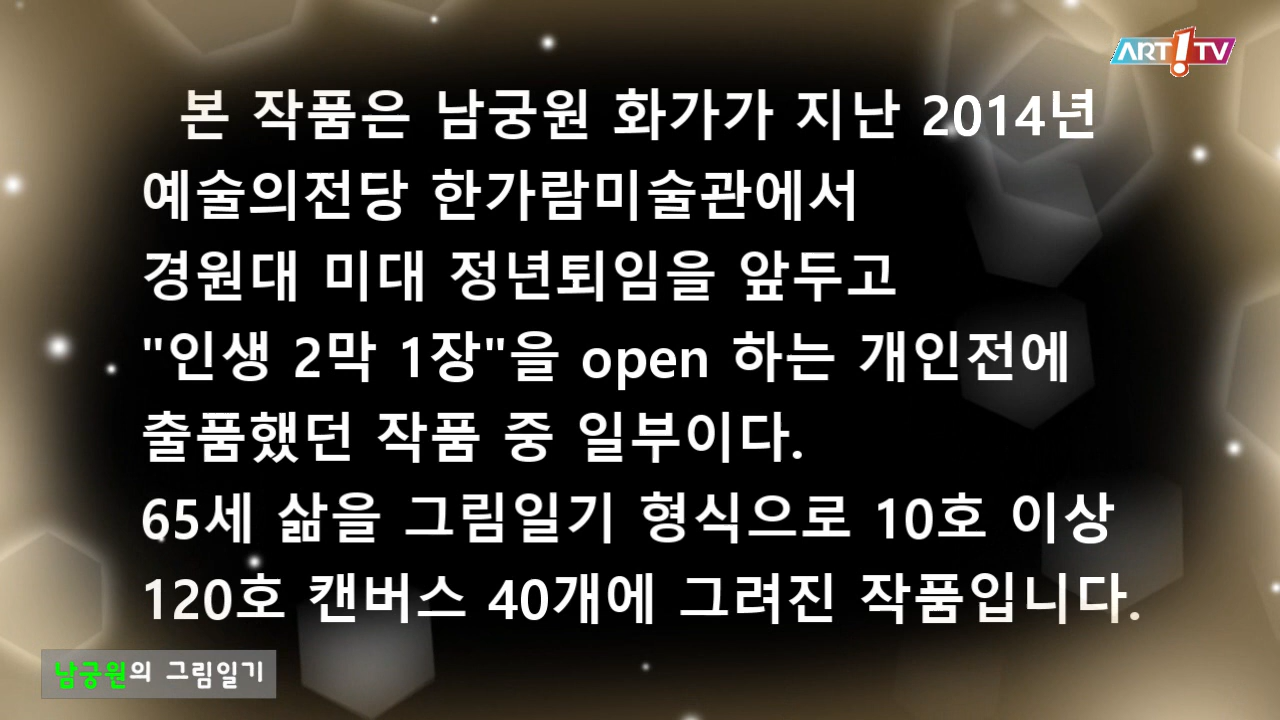 ART!TV
본 작품은 남궁원 화가가 지난 2014년
예술의전당 한가람미술관에서
경원대 미대 정년퇴임을 앞두고
"인생 2막 1장"을 open 하는 개인전에
출품했던 작품 중 일부이다.
65세 삶을 그림일기 형식으로 10호 이상
120호 캔버스 40개에 그려진 작품입니다.
남궁원의 그림일기